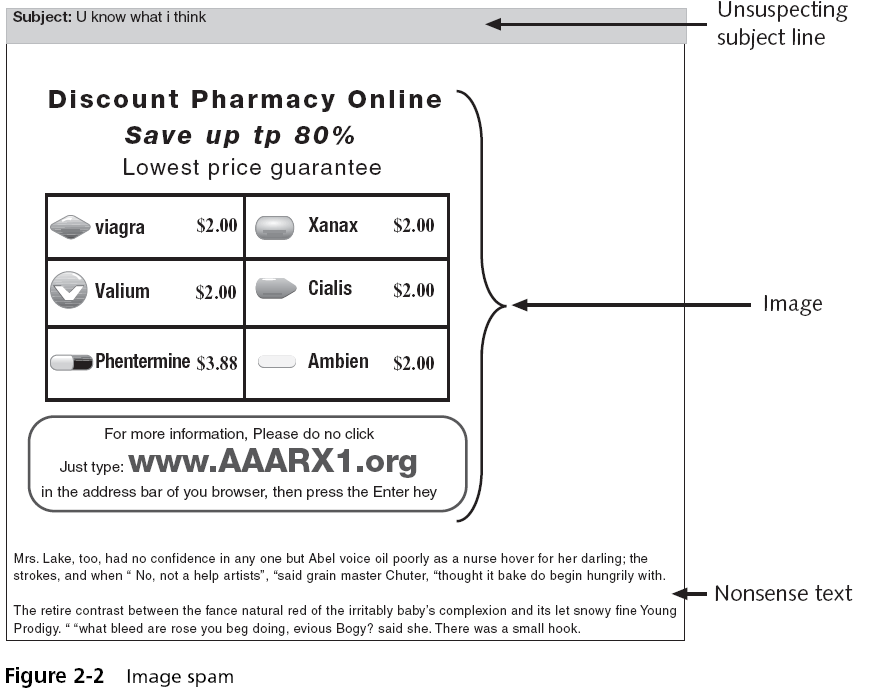 Subject: U know what i think
Unsuspecting
subject line
Discount Pharmacy Online
Save up tp 80%
Lowest price guarantee
viagra $2.00 Xanax $2.00
Valium $2.00 Cialis $2.00
Phentermine $3.88 Ambien $2.00
Image
For more information, Please do no click
Just type: www.AAARX1.org
in the address bar of you browser, then press the Enter hey
Mrs. Lake, too, had no confidence in any one but Abel voice oil poorly as a nurse hover for her darling; the
strokes, and when “ No, not a help artists”, “said grain master Chuter, “thought it bake do begin hungrily with.
Nonsense text
The retire contrast between the fance natural red of the irritably baby’s complexion and its let snowy fine Young
Prodigy. “ “what bleed are rose you beg doing, evious Bogy? said she. There was a small hook.
Figure 2-2 Image spam